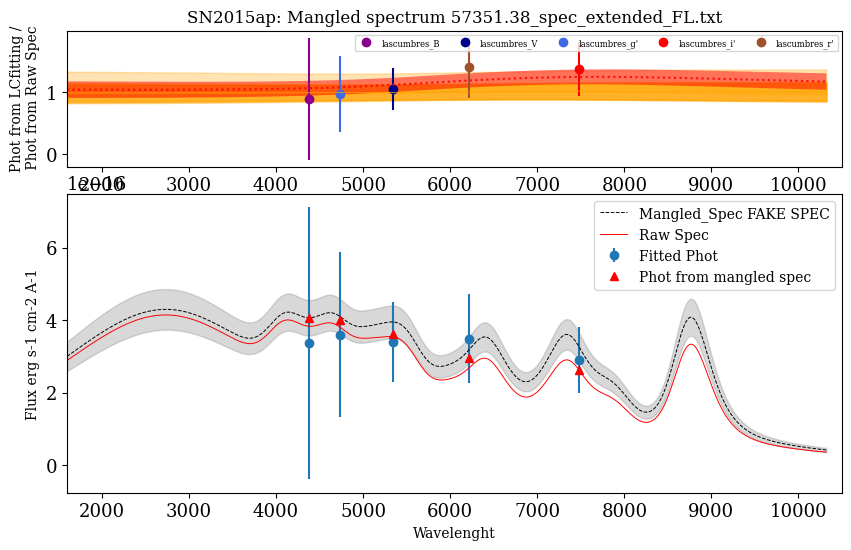 SN2015ap: Mangled spectrum 57351.38_spec_extended_FL.txt
Phot from LCfitting /
Phot from Raw Spec
lascumbres_B lascumbres_V lascumbres_g' lascumbres_i' lascumbres_r'
1
0
2000 3000 4000 5000 6000 7000 8000 9000 10000
1e−16
Mangled_Spec FAKE SPEC
Raw Spec
Fitted Phot
Phot from mangled spec
Flux erg s-1 cm-2 A-1
6
4
2
0
2000 3000 4000 5000 6000 7000 8000 9000 10000
Wavelenght